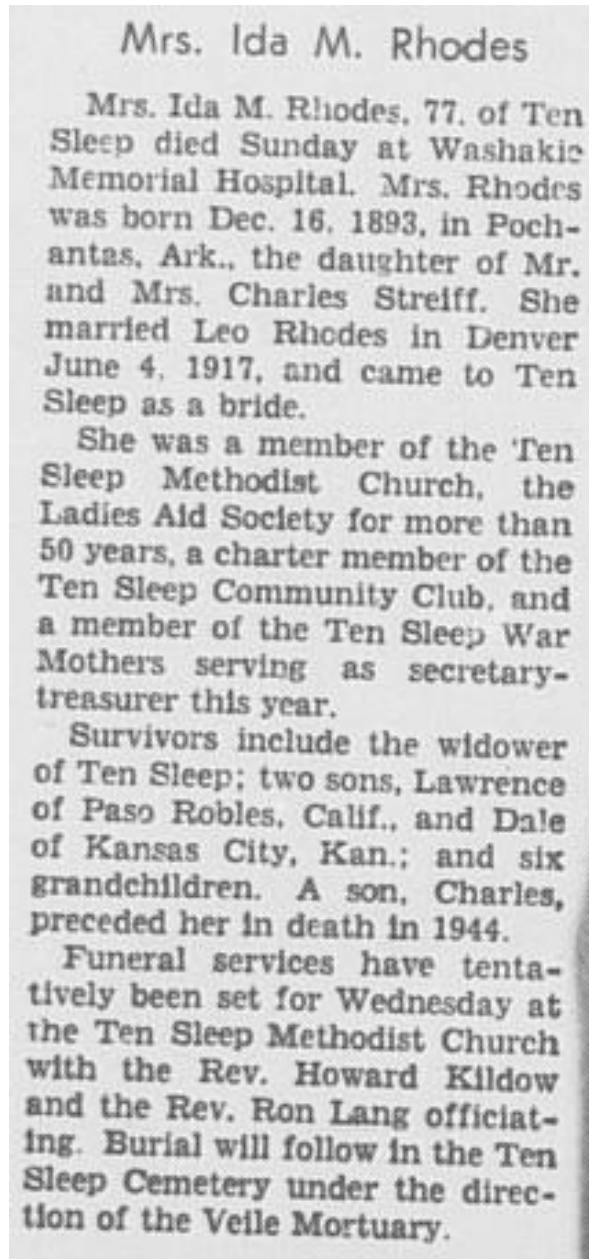 Mrs. Ida M. Rhodes
Mrs. Ida M. Rhodes, 77, of Ten
Sleep died Sunday at Washakie
Memorial Hospital. Mrs. Rhodes
was born Dec. 16, 1893, in Poch-
antas, Ark., the daughter of Mr.
and Mrs. Charles Streiff. She
married Leo Rhodes in Denver
June 4, 1917, and came to Ten
Sleep as a bride.
She was a member of the Ten
Sleep Methodist Church, the
Ladies Aid Society for more than
50 years, a charter member of the
Ten Sleep Community Club, and
a member of the Ten Sleep War
Mothers serving as secretary-
treasurer this year.
Survivors include the widower
of Ten Sleep; two sons, Lawrence
of Paso Robles, Calif., and Dale
of Kansas City, Kan.; and six
grandchildren. A son, Charles,
preceded her in death in 1944.
Funeral services have tenta-
tively been set for Wednesday at
the Ten Sleep Methodist Church
with the Rev. Howard Kildow
and the Rev. Ron Lang officiat-
ing. Burial will follow in the Ten
Sleep Cemetery under the direc-
tion of the Veile Mortuary.